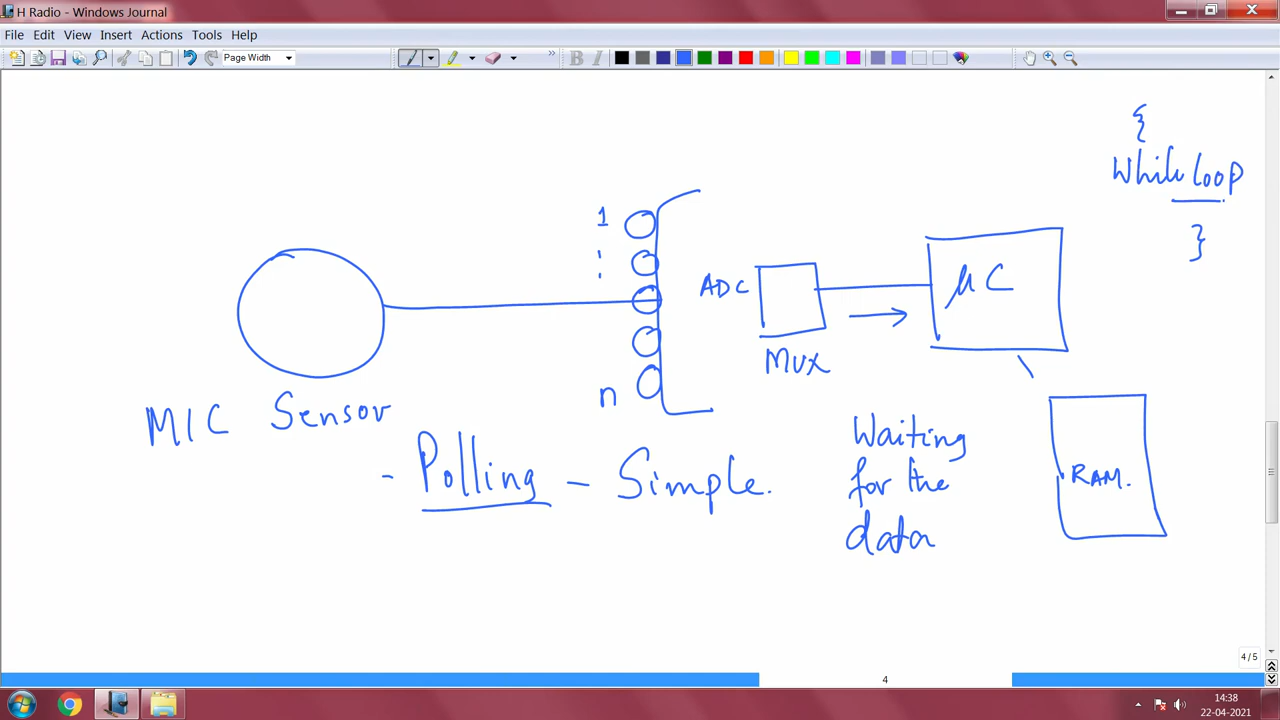 H Radio - Windows Journal
File Edit View Insert Actions Tools Help
Page Width
B I
{
While loop
}
1
n
ADC
MUX
µC
MIC Sensor
- Polling - Simple.
Waiting
for the
data
RAM.
4/5
4
14:38
22-04-2021